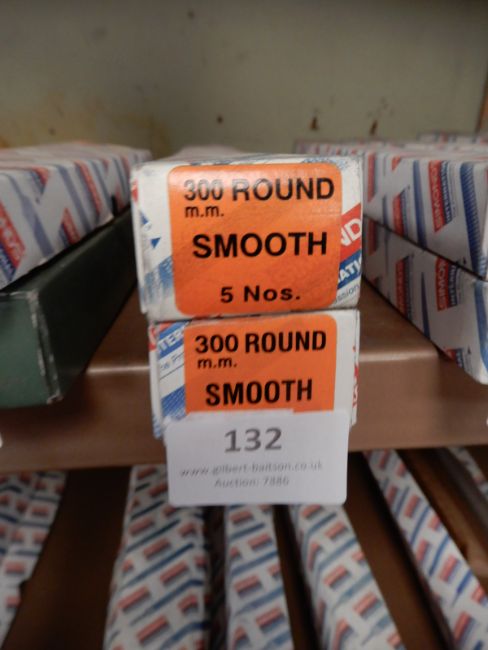 300 ROUND
m.m.
SMOOTH
5 Nos.
300 ROUND
m.m.
SMOOTH
132
www.gilbert-baitson.co.uk
Auction: 7886